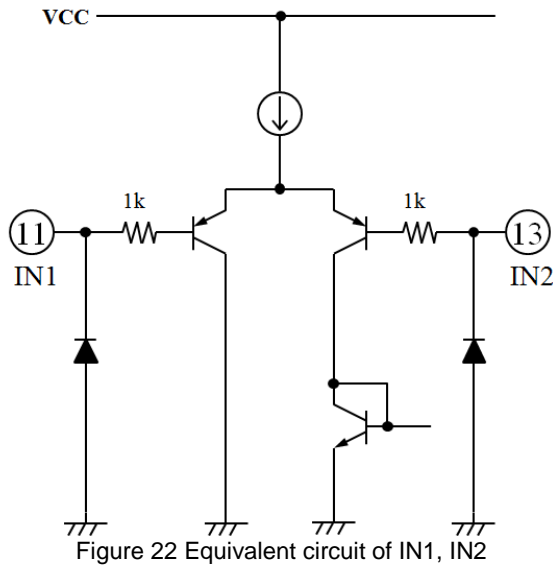 VCC
1k 1k
11 13
IN1 IN2
Figure 22 Equivalent circuit of IN1, IN2